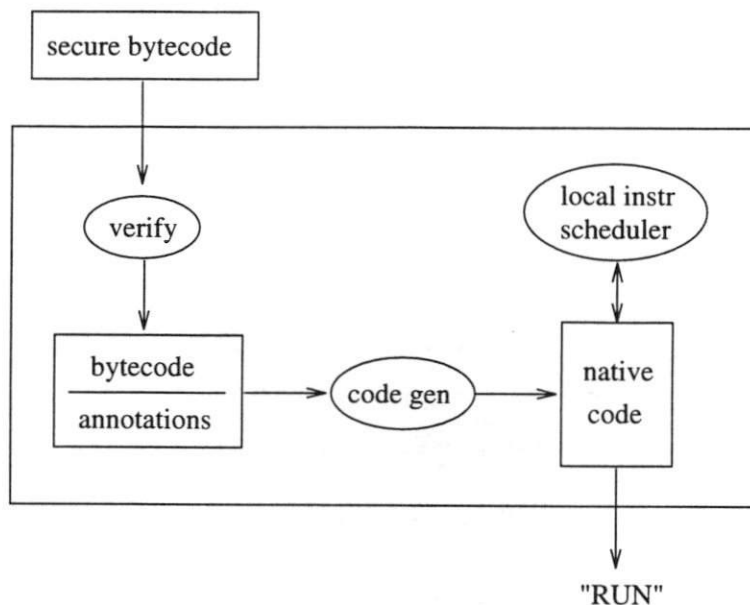 secure bytecode
verify
local instr
scheduler
bytecode
annotations
code gen
native
code
"RUN"